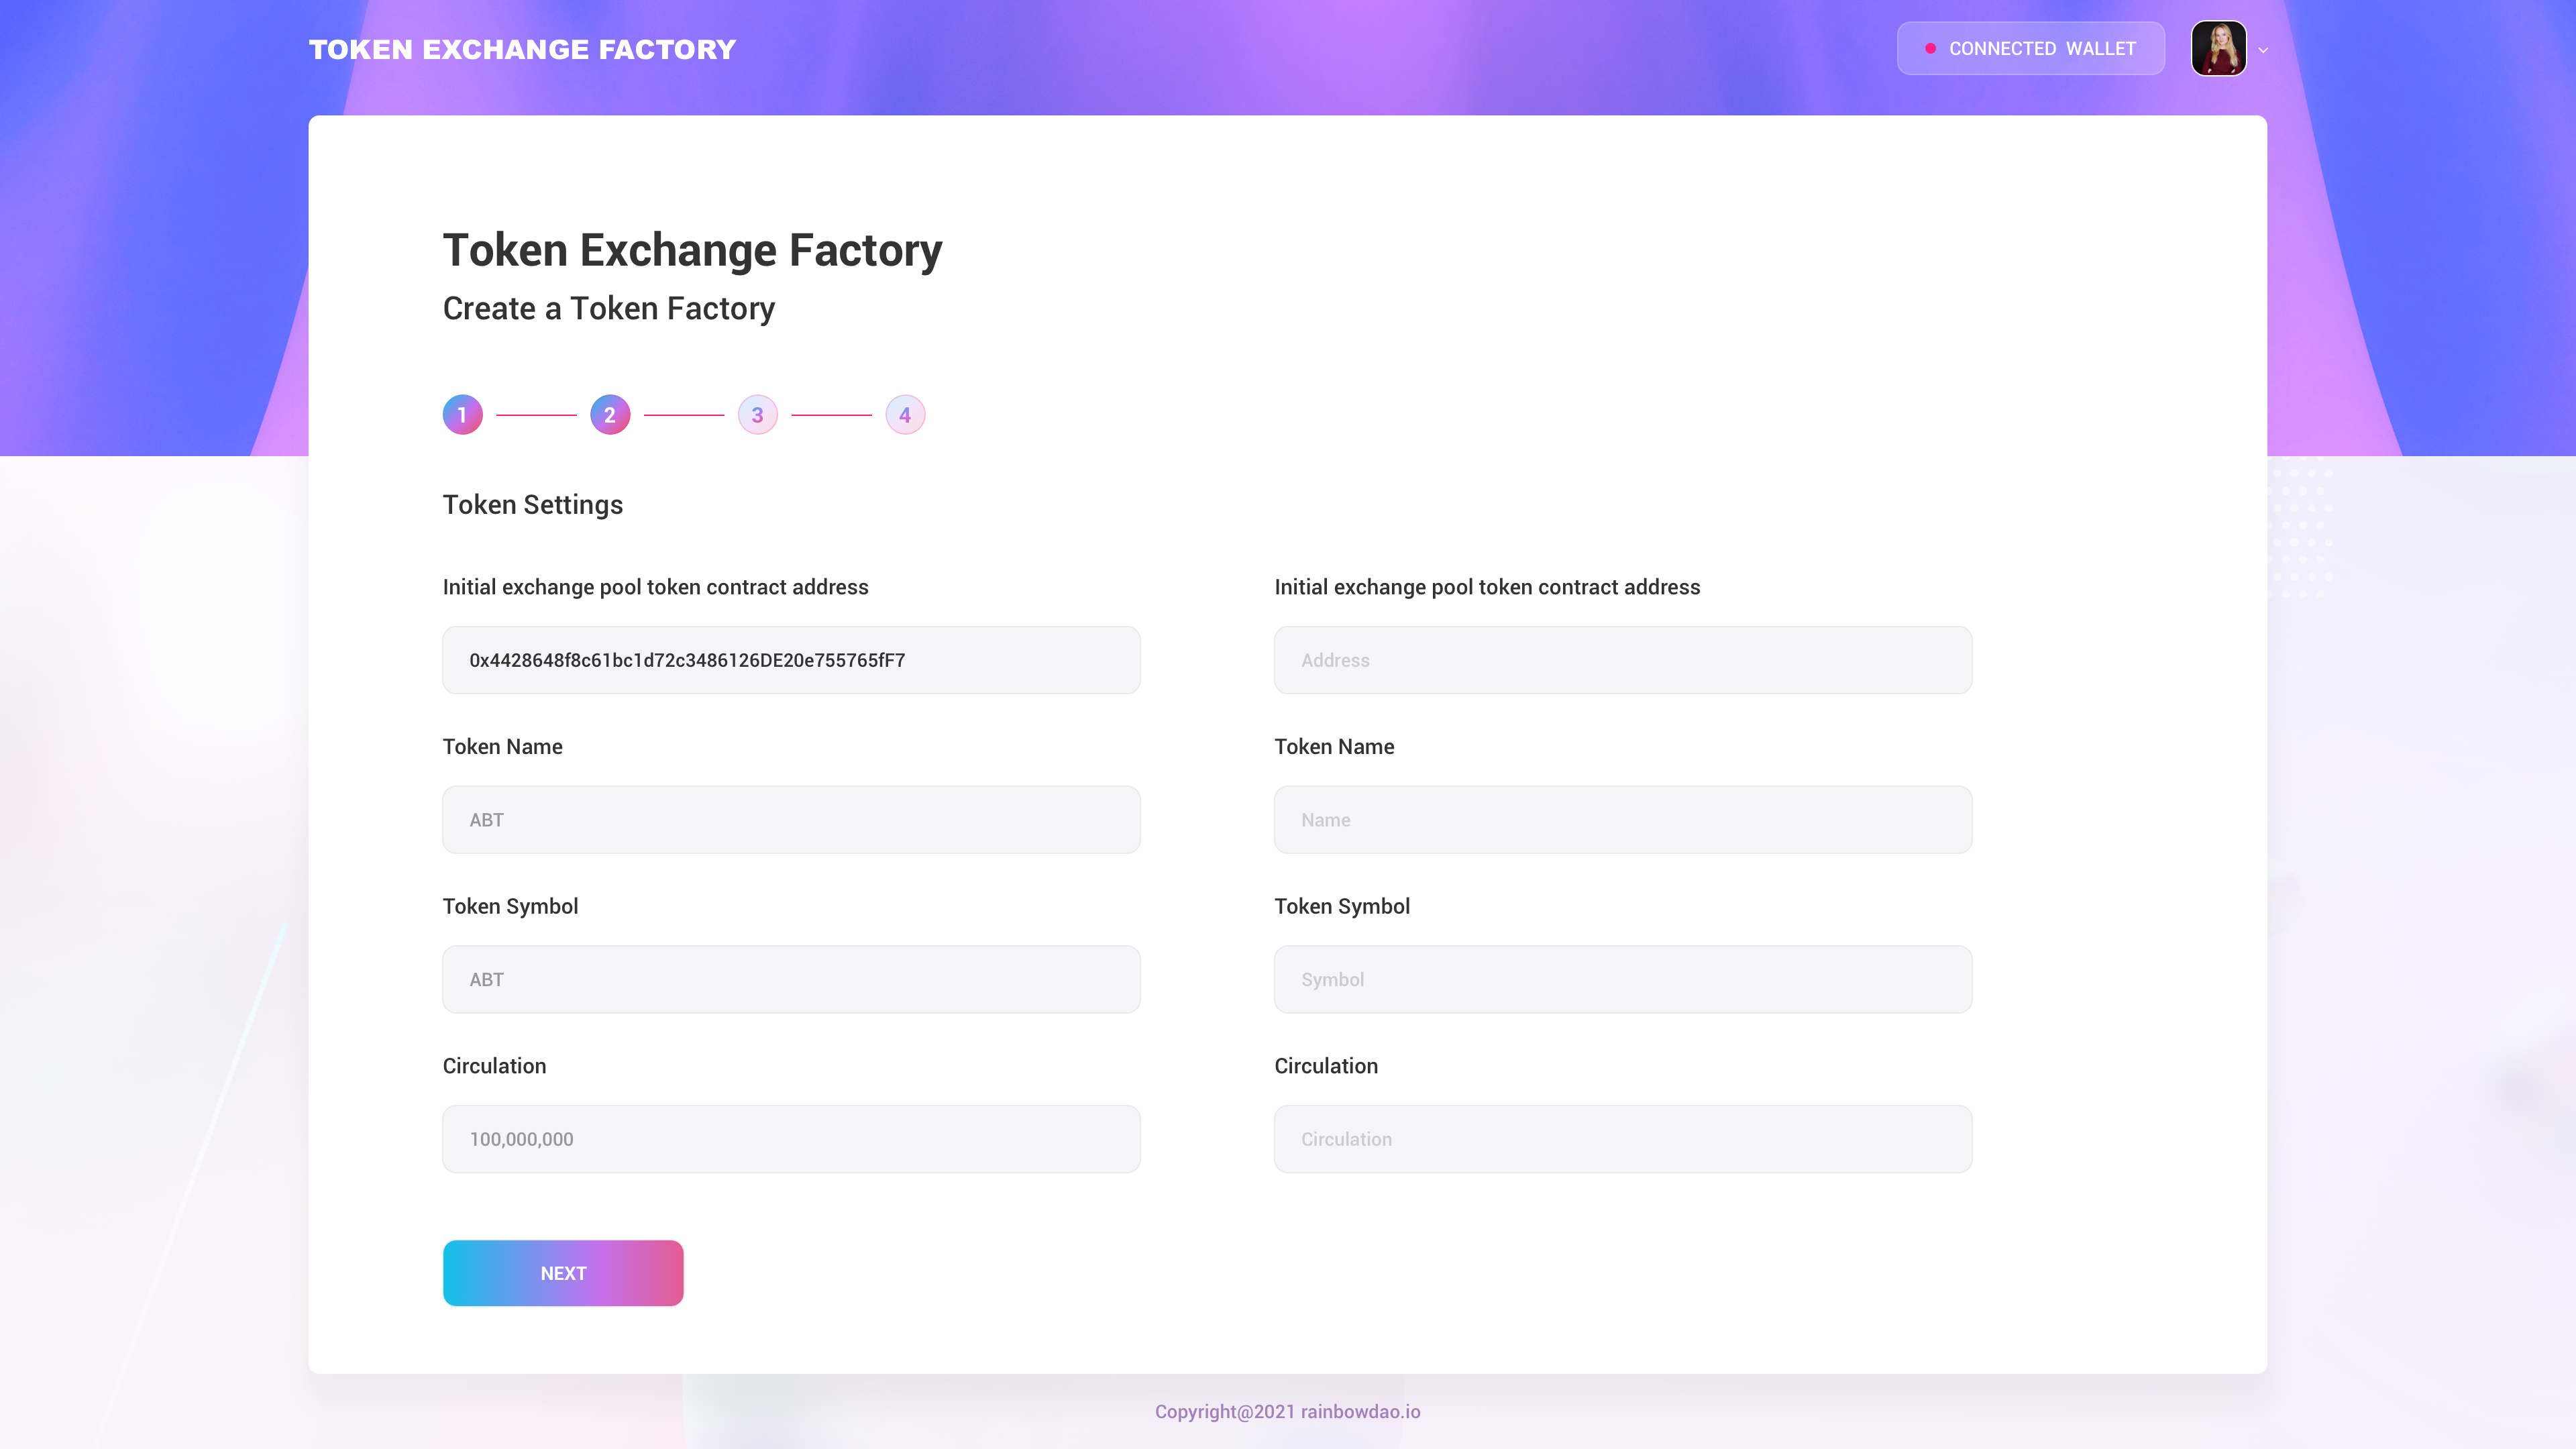 TOKEN EXCHANGE FACTORY
CONNECTED WALLET
Token Exchange Factory
Create a Token Factory
1 2 3 4
Token Settings
Initial exchange pool token contract address
0x4428648f8c61bc1d72c3486126DE20e755765fF7
Token Name
ABT
Token Symbol
ABT
Circulation
100,000,000
Initial exchange pool token contract address
Address
Token Name
Name
Token Symbol
Symbol
Circulation
Circulation
NEXT
Copyright@2021 rainbowdao.io